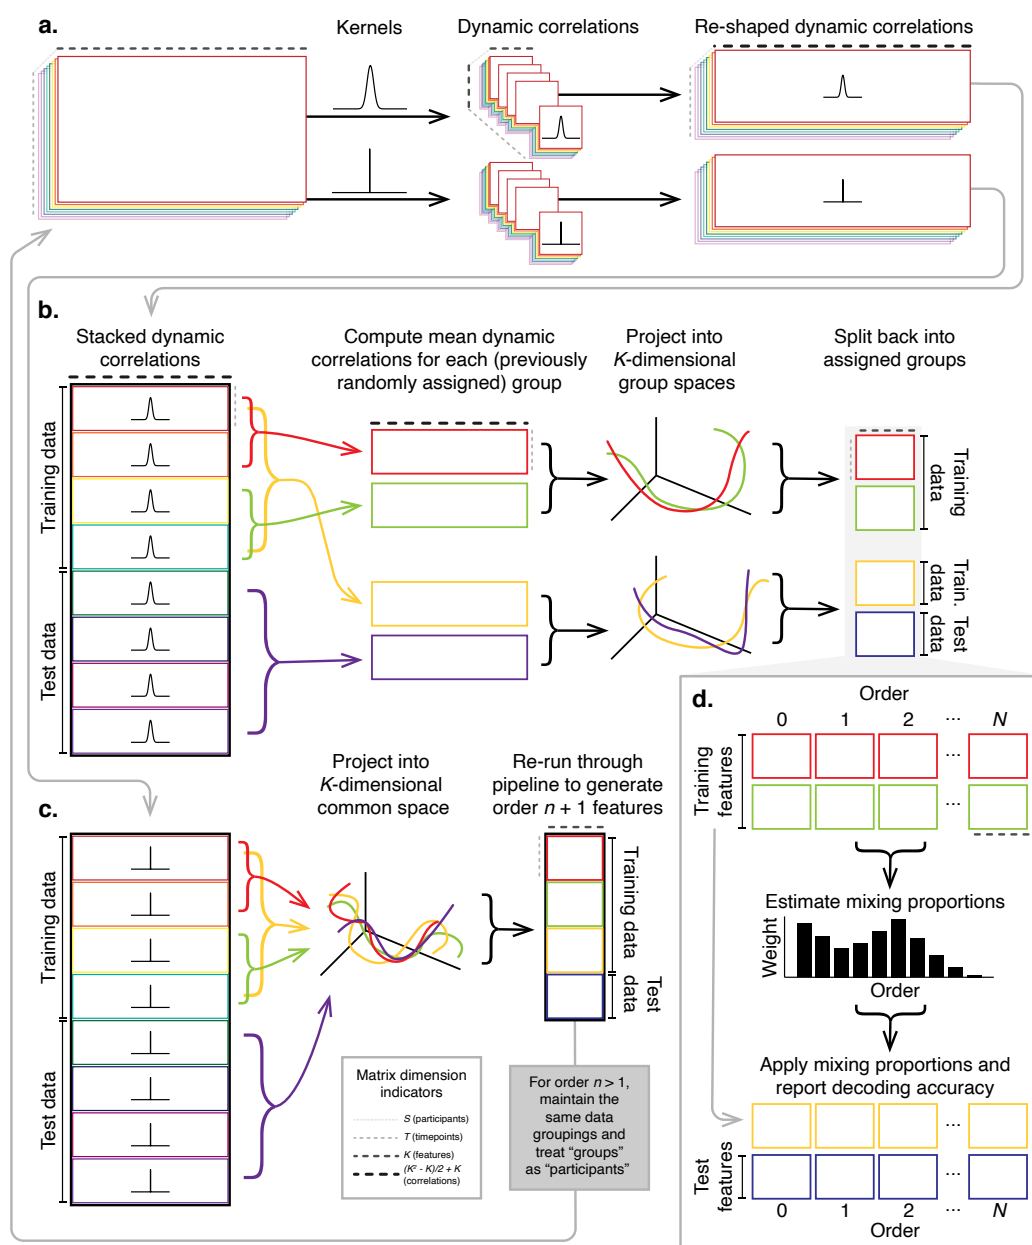 a.
Kernels
Dynamic correlations
Re-shaped dynamic correlations
b.
Stacked dynamic
correlations
Compute mean dynamic
correlations for each (previously
randomly assigned) group
Project into
K-dimensional
group spaces
Split back into
assigned groups
Training data
Test data
Training
data
Train.
data
Test
data
c.
Project into
K-dimensional
common space
Re-run through
pipeline to generate
order n + 1 features
Training data
Test data
Training data
Test
data
Matrix dimension
indicators
S (participants)
T (timepoints)
K (features)
(K² - K)/2 + K
(correlations)
For order n > 1,
maintain the
same data
groupings and
treat “groups”
as “participants”
d.
Order
0 1 2 ... N
Training
features
...
...
Estimate mixing proportions
Weight
Order
Apply mixing proportions and
report decoding accuracy
...
Test
features
...
0 1 2 ... N
Order